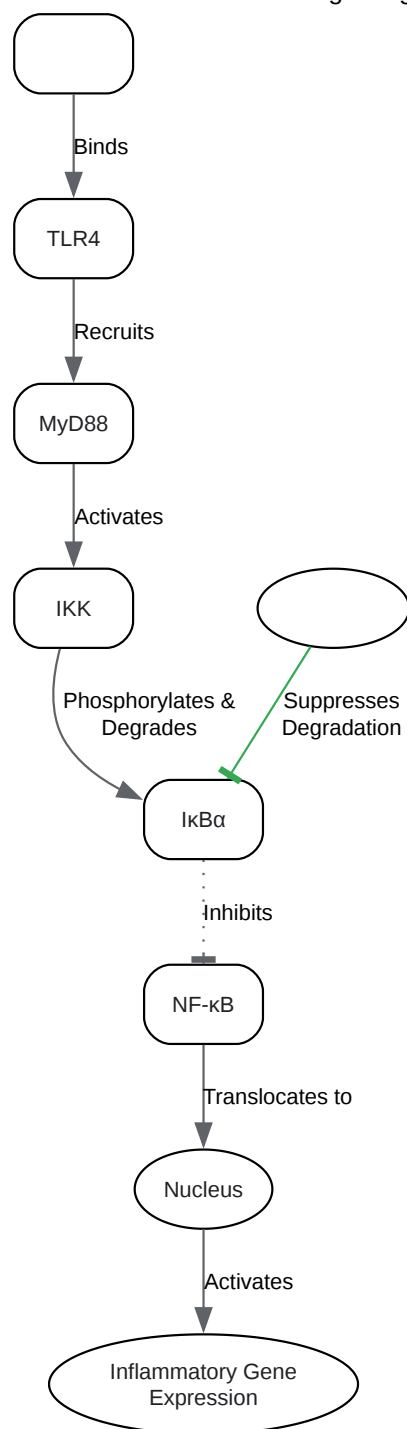 Binds
TLR4
Recruits
MyD88
Activates
IKK
Phosphorylates &
Degrades
Suppresses
Degradation
IκBα
Inhibits
NF-κB
Translocates to
Nucleus
Activates
Inflammatory Gene
Expression